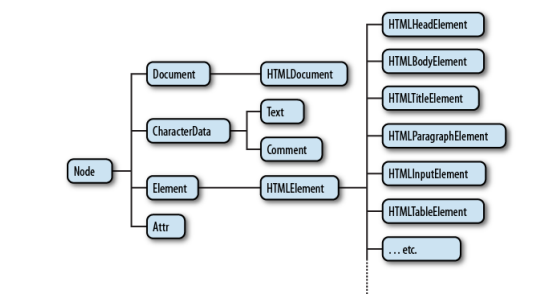 HTMLHeadElement
Document
HTMLDocument
HTMLBodyElement
Text
HTMLTitleElement
CharacterData
HTMLParagraphElement
Comment
Node
Element
HTMLElement
HTMLInputElement
Attr
HTMLTableElement
. . . etc.